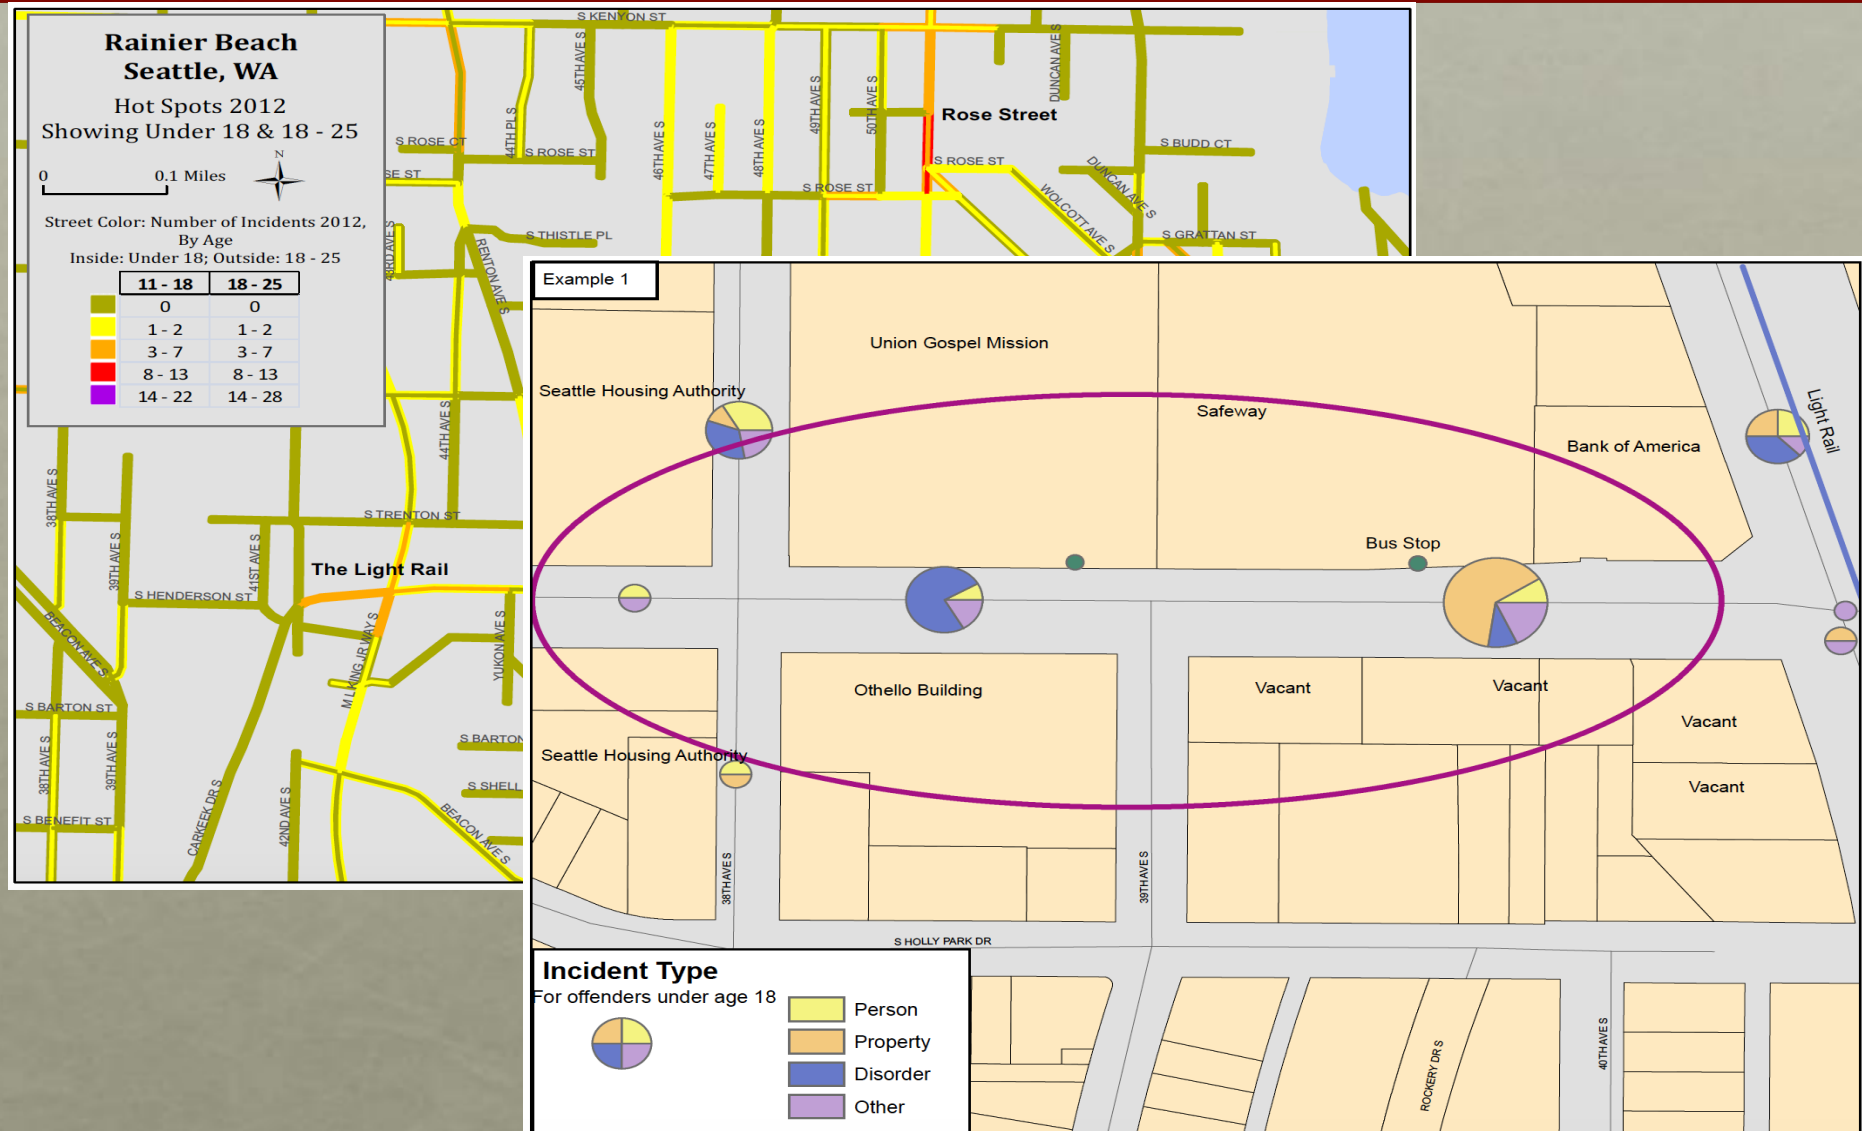 Rainier Beach
Seattle, WA
Hot Spots 2012
Showing Under 18 & 18 - 25
N
0 0.1 Miles
Street Color: Number of Incidents 2012,
By Age
Inside: Under 18; Outside: 18 - 25
11 - 18 18 - 25
0 0
1 - 2 1 - 2
3 - 7 3 - 7
8 - 13 8 - 13
14 - 22 14 - 28
S KENYON ST
45TH AVE S
44TH PL S
S ROSE CT
S ROSE ST
SE ST
46TH AVE S
47TH AVE S
48TH AVE S
49TH AVE S
50TH AVE S
Rose Street
DUNCAN AVE S
S BUDD CT
S ROSE ST
S ROSE ST
DUNCAN AVE S
WOLCOTT AVE S
S GRATTAN ST
S THISTLE PL
43RD AVE S
RENTON AVE S
44TH AVE S
38TH AVE S
S TRENTON ST
39TH AVE S
41ST AVE S
The Light Rail
S HENDERSON ST
BEACON AVE S
M L KING JR WAY S
YUKON AVE S
S BARTON ST
S BARTON
38TH AVE S
39TH AVE S
S SHELL
CARKEEK DR S
42ND AVE S
BEACON AVE S
S BENEFIT ST
Example 1
Union Gospel Mission
Seattle Housing Authority
Safeway
Bank of America
Light Rail
Bus Stop
Othello Building
Vacant
Vacant
Vacant
Seattle Housing Authority
Vacant
38TH AVE S
39TH AVE S
S HOLLY PARK DR
40TH AVE S
ROCKERY DR S
Incident Type
For offenders under age 18
Person
Property
Disorder
Other